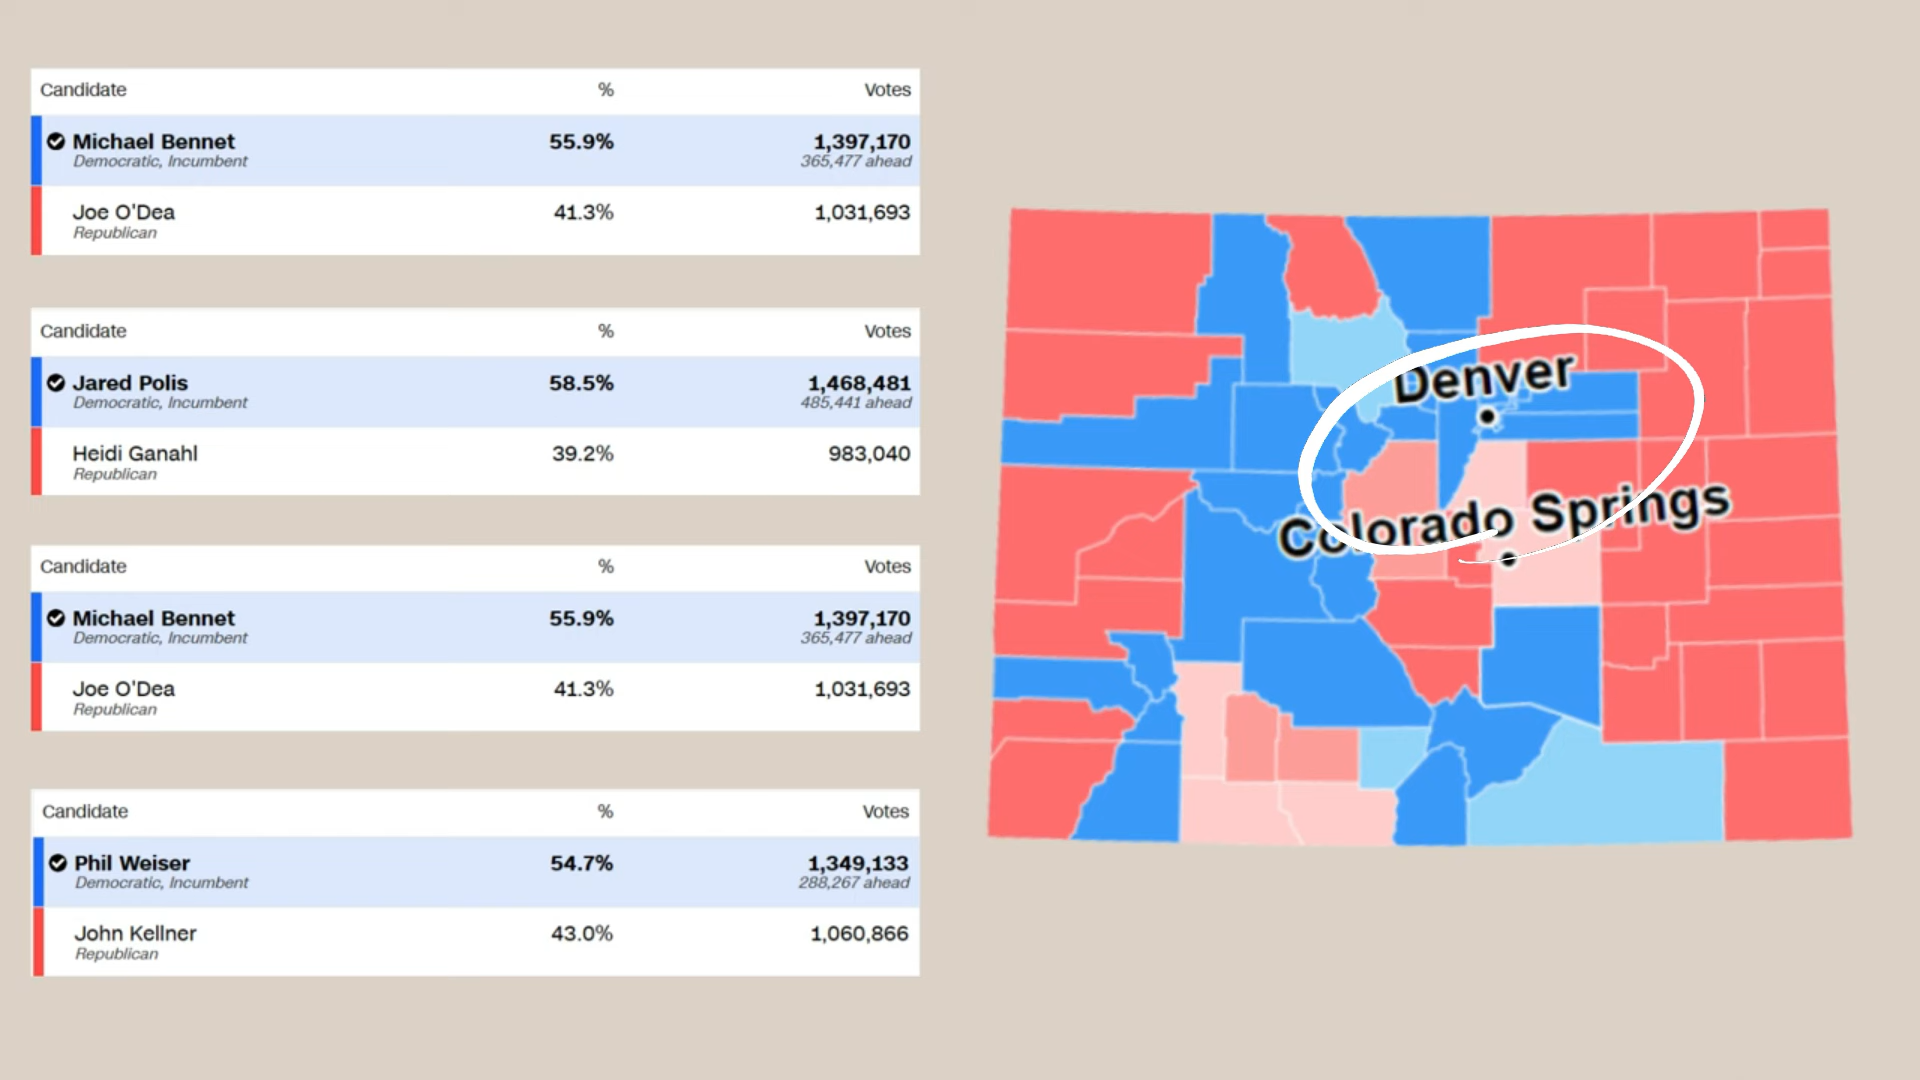 Candidate % Votes
Michael Bennet 55.9% 1,397,170
Democratic, Incumbent 365,477 ahead
Joe O'Dea 41.3% 1,031,693
Republican
Candidate % Votes
Jared Polis 58.5% 1,468,481
Democratic, Incumbent 485,441 ahead
Heidi Ganahl 39.2% 983,040
Republican
Candidate % Votes
Michael Bennet 55.9% 1,397,170
Democratic, Incumbent 365,477 ahead
Joe O'Dea 41.3% 1,031,693
Republican
Candidate % Votes
Phil Weiser 54.7% 1,349,133
Democratic, Incumbent 288,267 ahead
John Kellner 43.0% 1,060,866
Republican
Denver
Colorado Springs